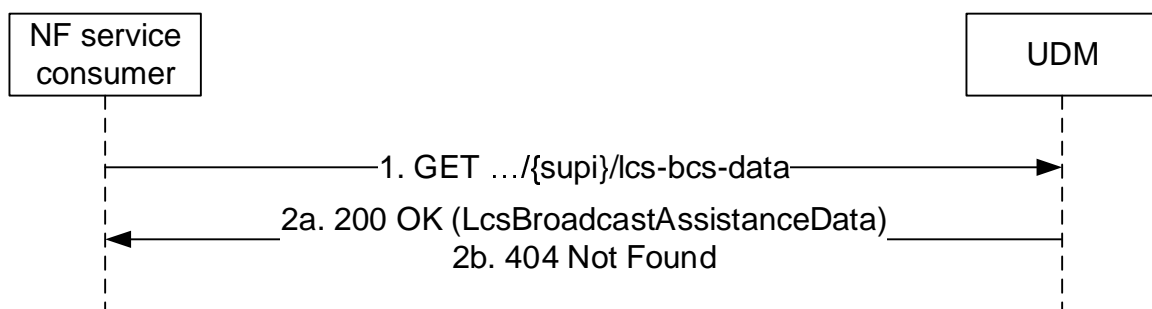 NF service
consumer
UDM
1. GET …/{supi}/lcs-bcs-data
2a. 200 OK (LcsBroadcastAssistanceData)
2b. 404 Not Found